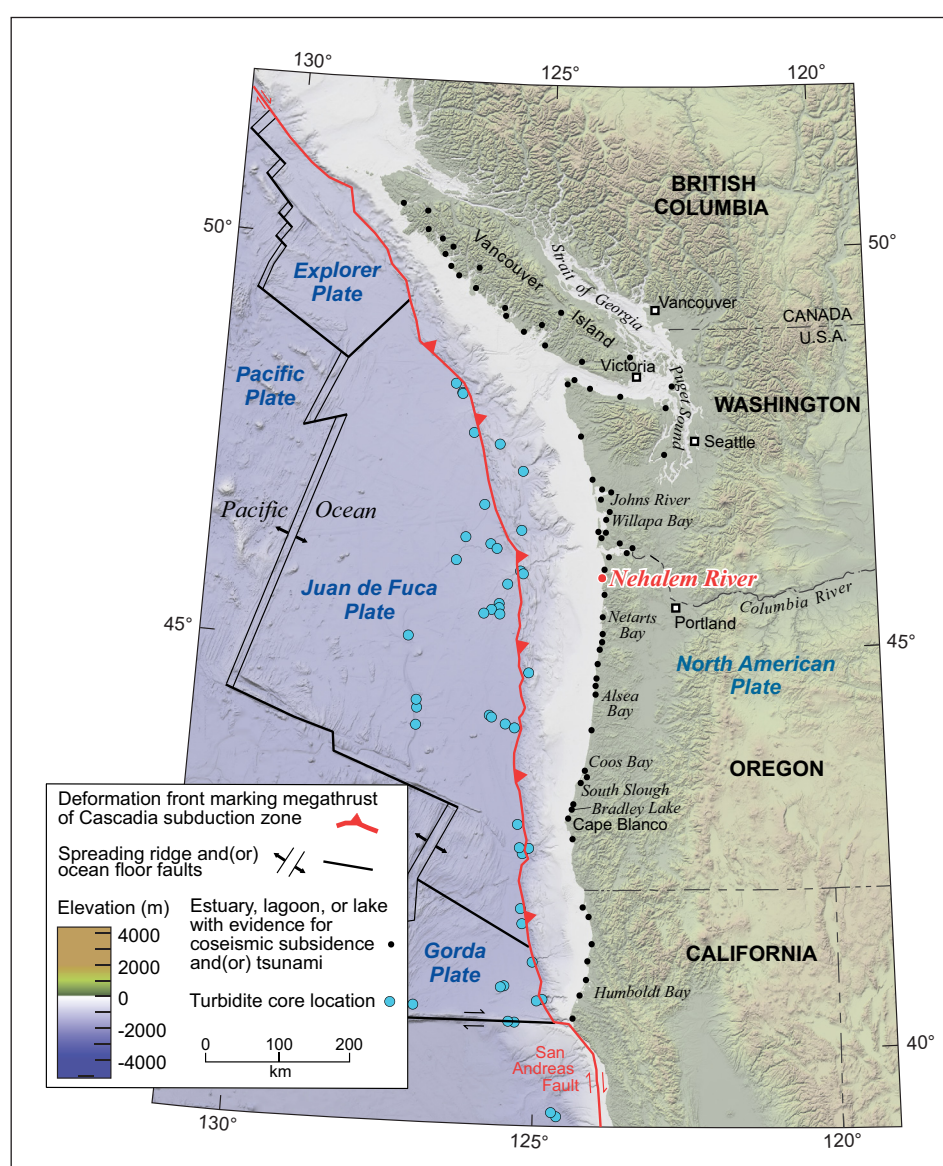 130°
125°
120°
BRITISH
COLUMBIA
50°
50°
Explorer
Plate
Vancouver
Island
Strait of Georgia
Vancouver
CANADA
U.S.A.
Victoria
Puget Sound
Pacific
Plate
WASHINGTON
Seattle
Pacific Ocean
Johns River
Willapa Bay
Juan de Fuca
Plate
Nehalem River
Columbia River
Portland
45°
45°
Netarts
Bay
North American
Plate
Alsea
Bay
Coos Bay
OREGON
South Slough
Bradley Lake
Cape Blanco
Deformation front marking megathrust
of Cascadia subduction zone
Spreading ridge and(or)
ocean floor faults
Elevation (m)
4000
2000
0
-2000
-4000
Estuary, lagoon, or lake
with evidence for
coseismic subsidence
and(or) tsunami
Turbidite core location
0 100 200
km
Gorda
Plate
CALIFORNIA
Humboldt Bay
40°
San
Andreas
Fault
130°
125°
120°